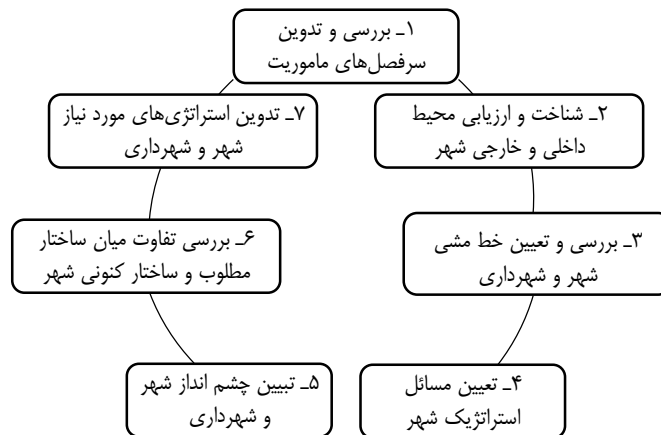 ۱ـ بررسی و تدوین
سرفصل‌های ماموریت
۲ـ شناخت و ارزیابی محیط
داخلی و خارجی شهر
۳ـ بررسی و تعیین خط مشی
شهر و شهرداری
۴ـ تعیین مسائل
استراتژیک شهر
۵ـ تبیین چشم انداز شهر
و شهرداری
۶ـ بررسی تفاوت میان ساختار
مطلوب و ساختار کنونی شهر
۷ـ تدوین استراتژی‌های مورد نیاز
شهر و شهرداری